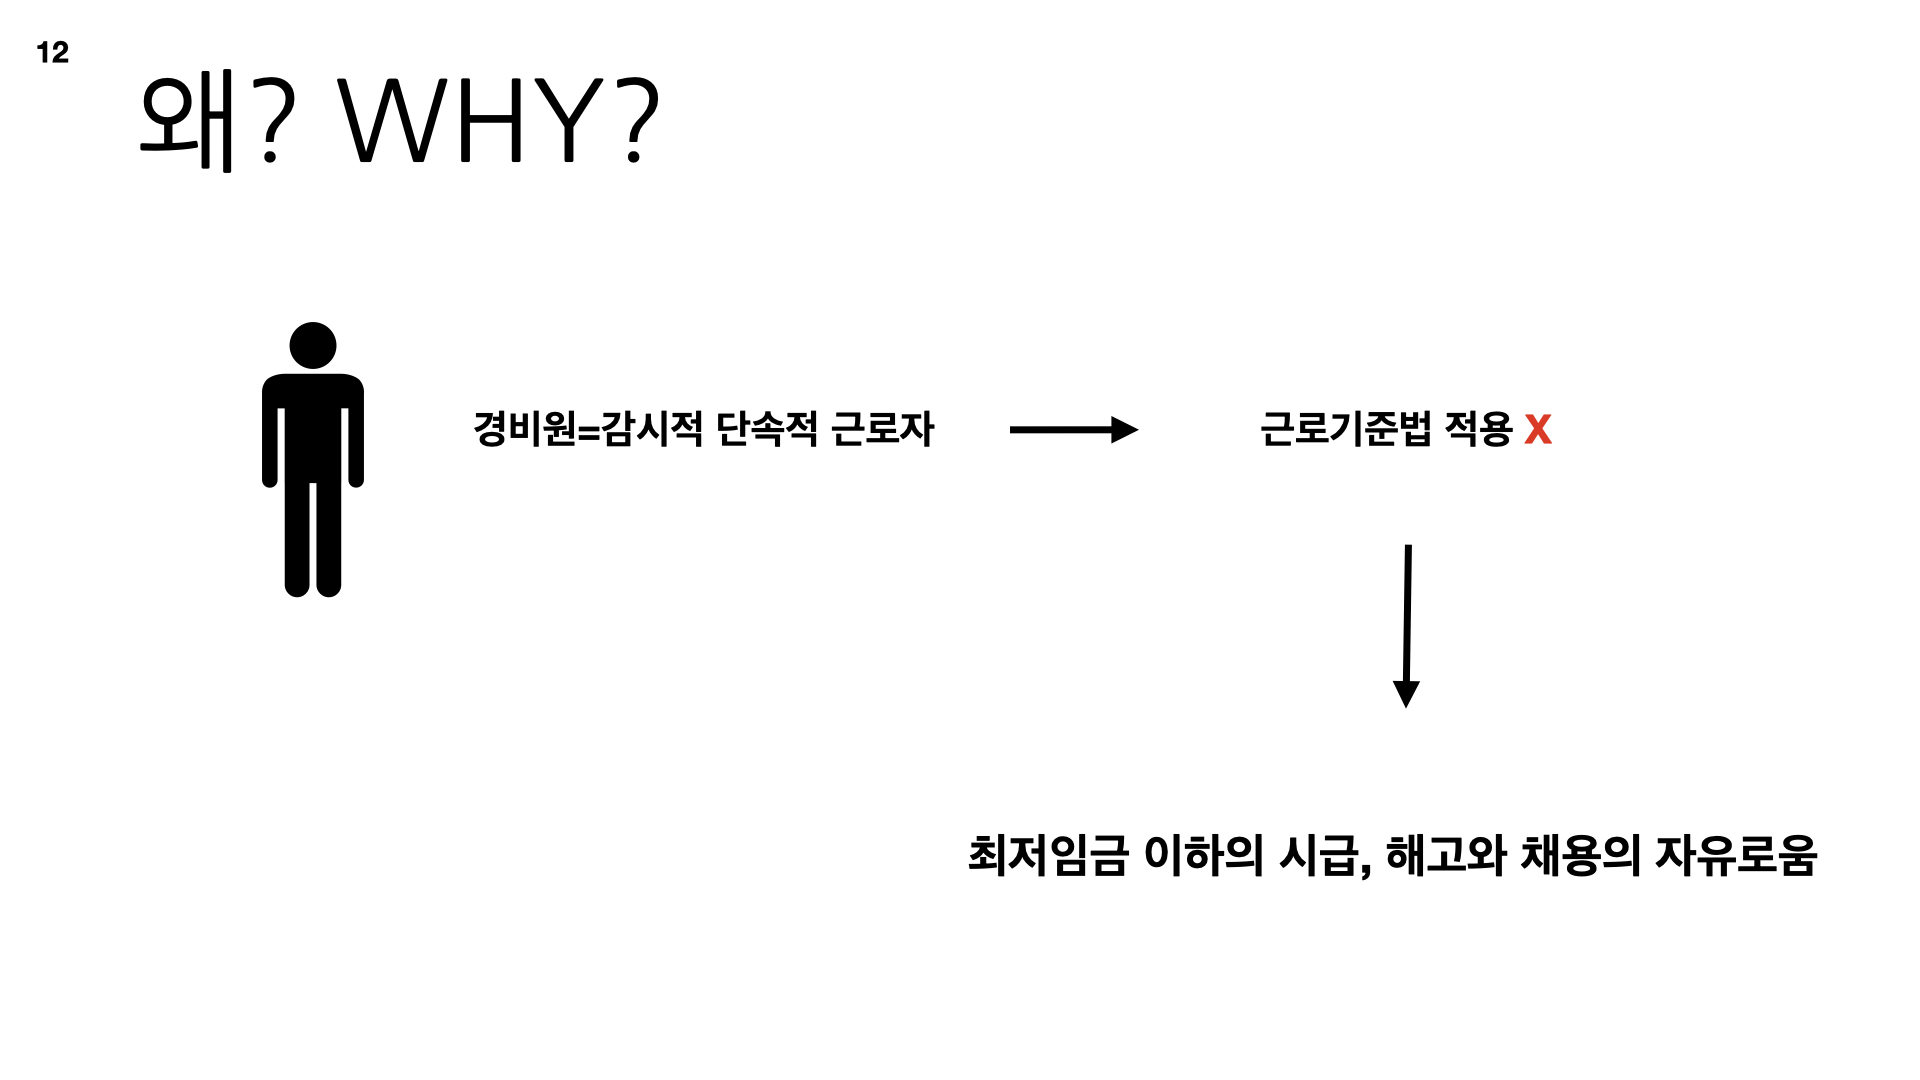 12
왜? WHY?
경비원=감시적 단속적 근로자
근로기준법 적용 X
최저임금 이하의 시급, 해고와 채용의 자유로움